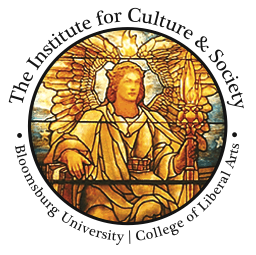 The Institute for Culture & Society
• Bloomsburg University | College of Liberal Arts •